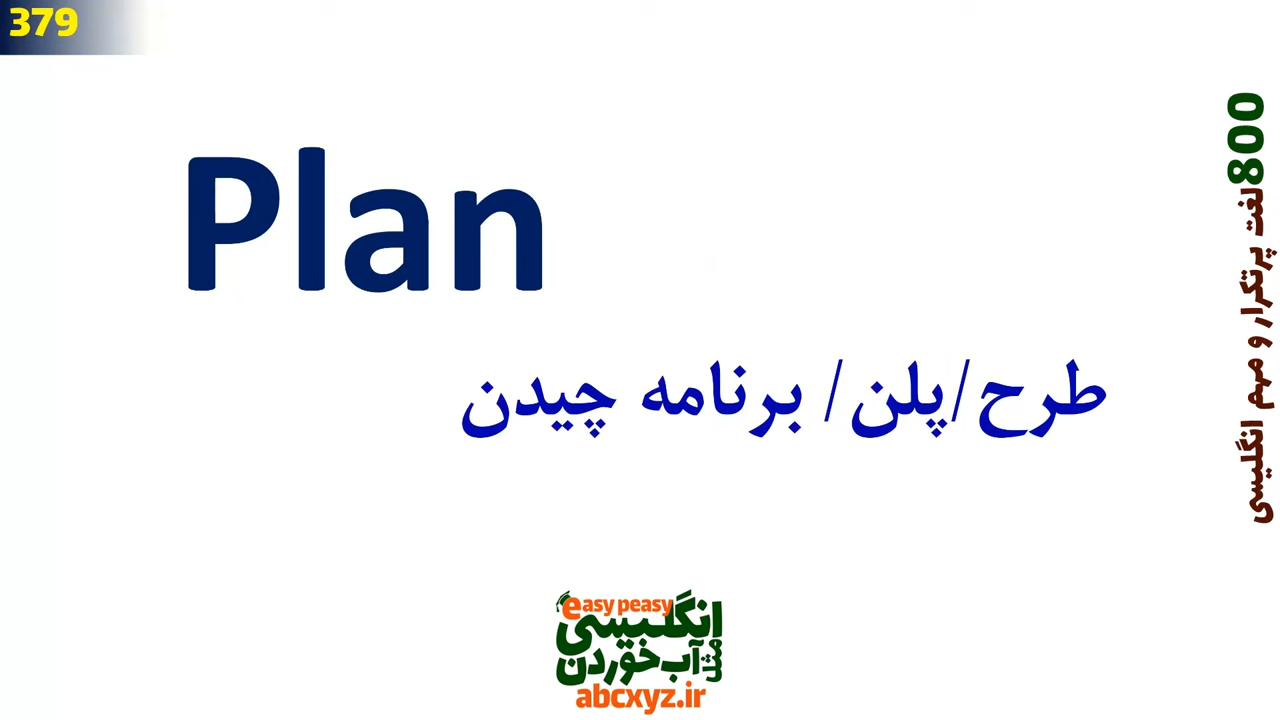 379
Plan
طرح/پلن/ برنامه چیدن
800 لغت پرتکرار و مهم انگلیسی
easy peasy
انگلیسی
مثل آب خوردن
abcxyz.ir